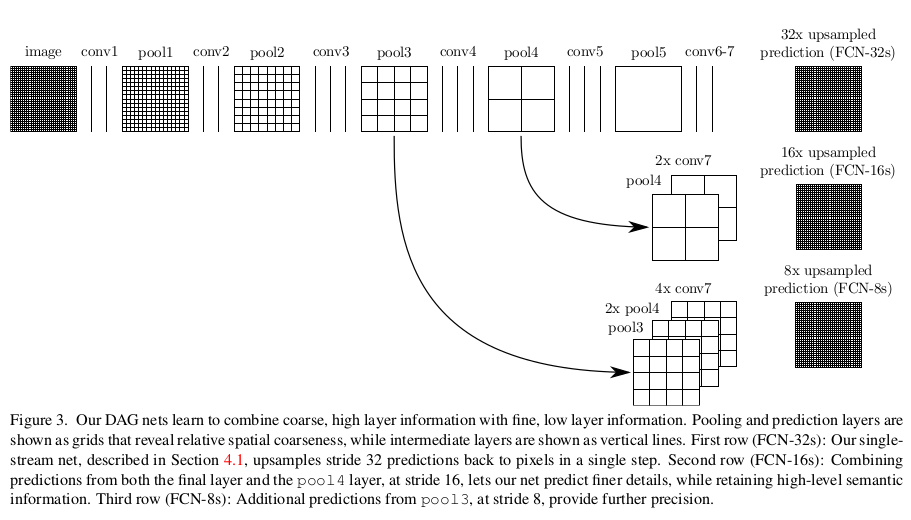 image conv1 pool1 conv2 pool2 conv3 pool3 conv4 pool4 conv5 pool5 conv6-7
32x upsampled
prediction (FCN-32s)
16x upsampled
prediction (FCN-16s)
2x conv7
pool4
8x upsampled
prediction (FCN-8s)
4x conv7
2x pool4
pool3
Figure 3. Our DAG nets learn to combine coarse, high layer information with fine, low layer information. Pooling and prediction layers are
shown as grids that reveal relative spatial coarseness, while intermediate layers are shown as vertical lines. First row (FCN-32s): Our single-
stream net, described in Section 4.1, upsamples stride 32 predictions back to pixels in a single step. Second row (FCN-16s): Combining
predictions from both the final layer and the pool4 layer, at stride 16, lets our net predict finer details, while retaining high-level semantic
information. Third row (FCN-8s): Additional predictions from pool3, at stride 8, provide further precision.